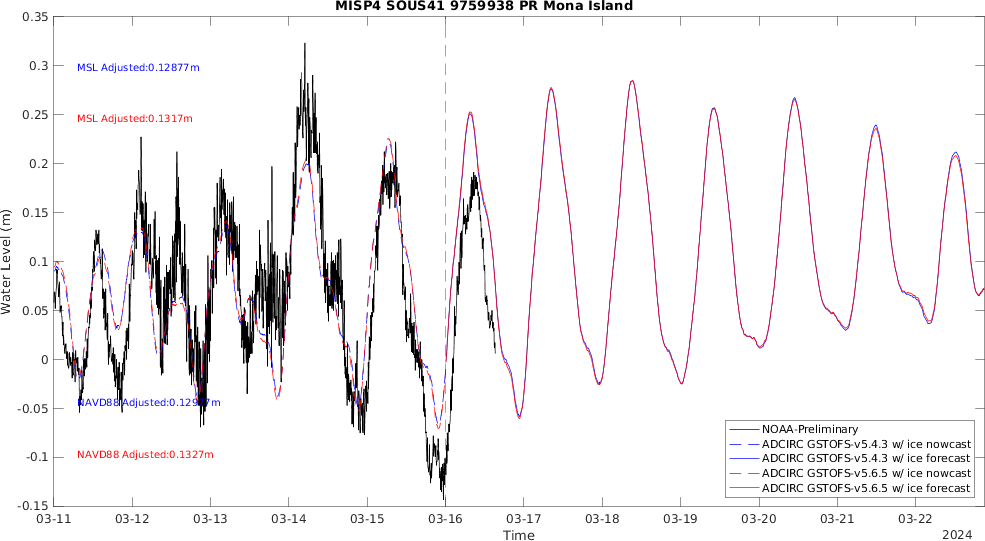 MISP4 SOUS41 9759938 PR Mona Island
Water Level (m)
0.35
0.3
0.25
0.2
0.15
0.1
0.05
0
-0.05
-0.1
-0.15
MSL Adjusted:0.12877m
MSL Adjusted:0.1317m
NAVD88 Adjusted:
NAVD88 Adjusted:0.1327m
NOAA-Preliminary
ADCIRC GSTOFS-v5.4.3 w/ ice nowcast
ADCIRC GSTOFS-v5.4.3 w/ ice forecast
ADCIRC GSTOFS-v5.6.5 w/ ice nowcast
ADCIRC GSTOFS-v5.6.5 w/ ice forecast
03-11 03-12 03-13 03-14 03-15 03-16 03-17 03-18 03-19 03-20 03-21 03-22
Time
2024